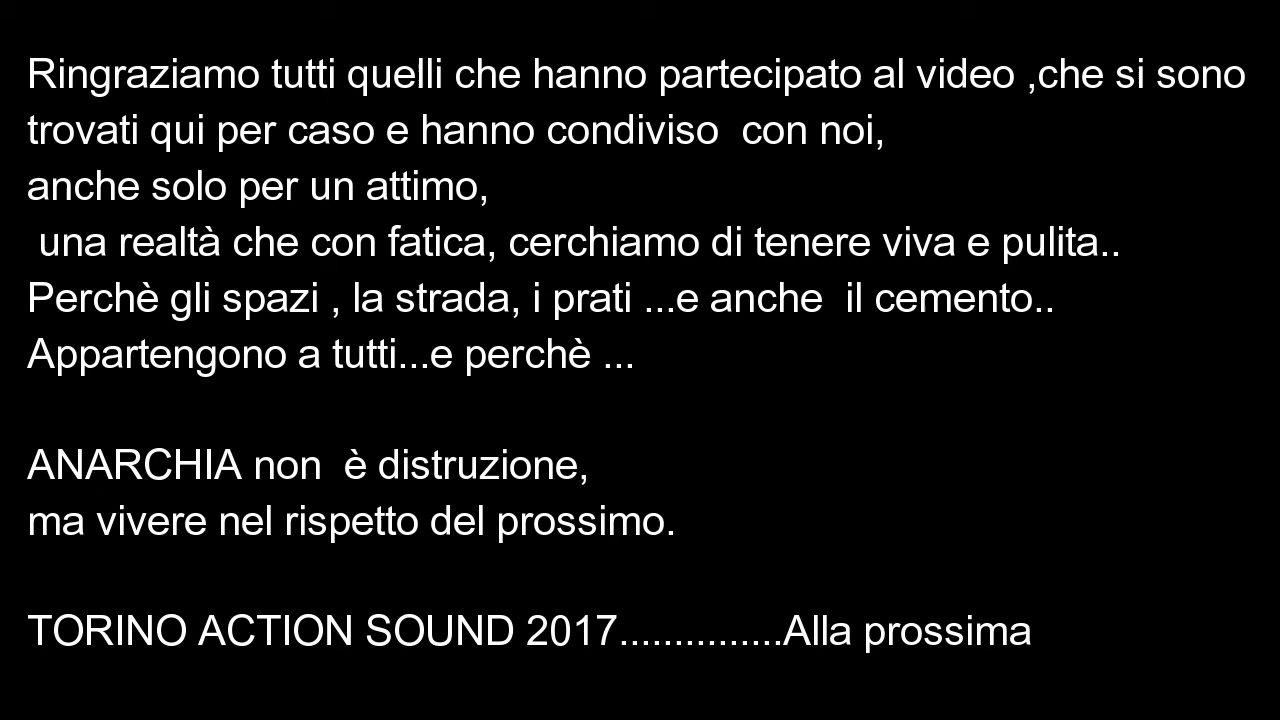 Ringraziamo tutti quelli che hanno partecipato al video ,che si sono
trovati qui per caso e hanno condiviso  con noi,
anche solo per un attimo,
 una realtà che con fatica, cerchiamo di tenere viva e pulita..
Perchè gli spazi , la strada, i prati ...e anche  il cemento..
Appartengono a tutti...e perchè ...
ANARCHIA non  è distruzione,
ma vivere nel rispetto del prossimo.
TORINO ACTION SOUND 2017...............Alla prossima